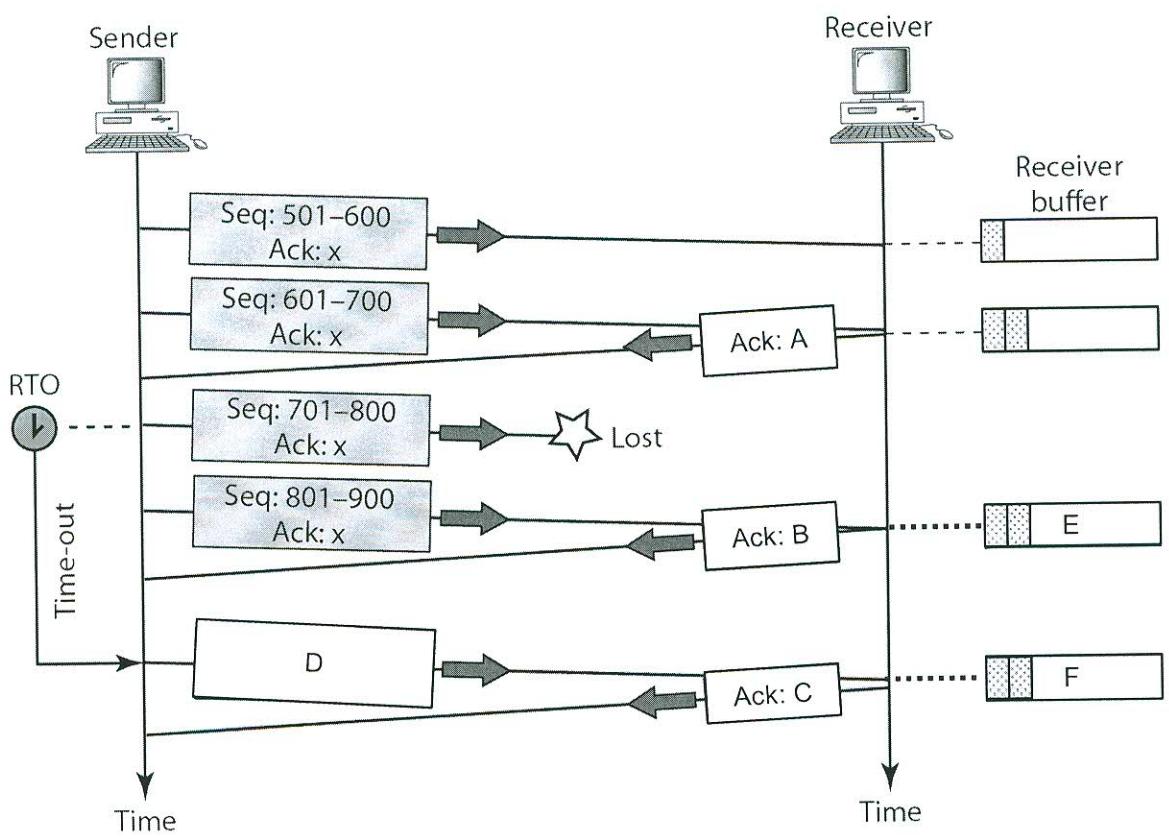 Sender
Receiver
Receiver
buffer
Seq: 501–600
Ack: x
Seq: 601–700
Ack: x
Ack: A
RTO
Seq: 701–800
Ack: x
Lost
Time-out
Seq: 801–900
Ack: x
Ack: B
E
D
Ack: C
F
Time
Time